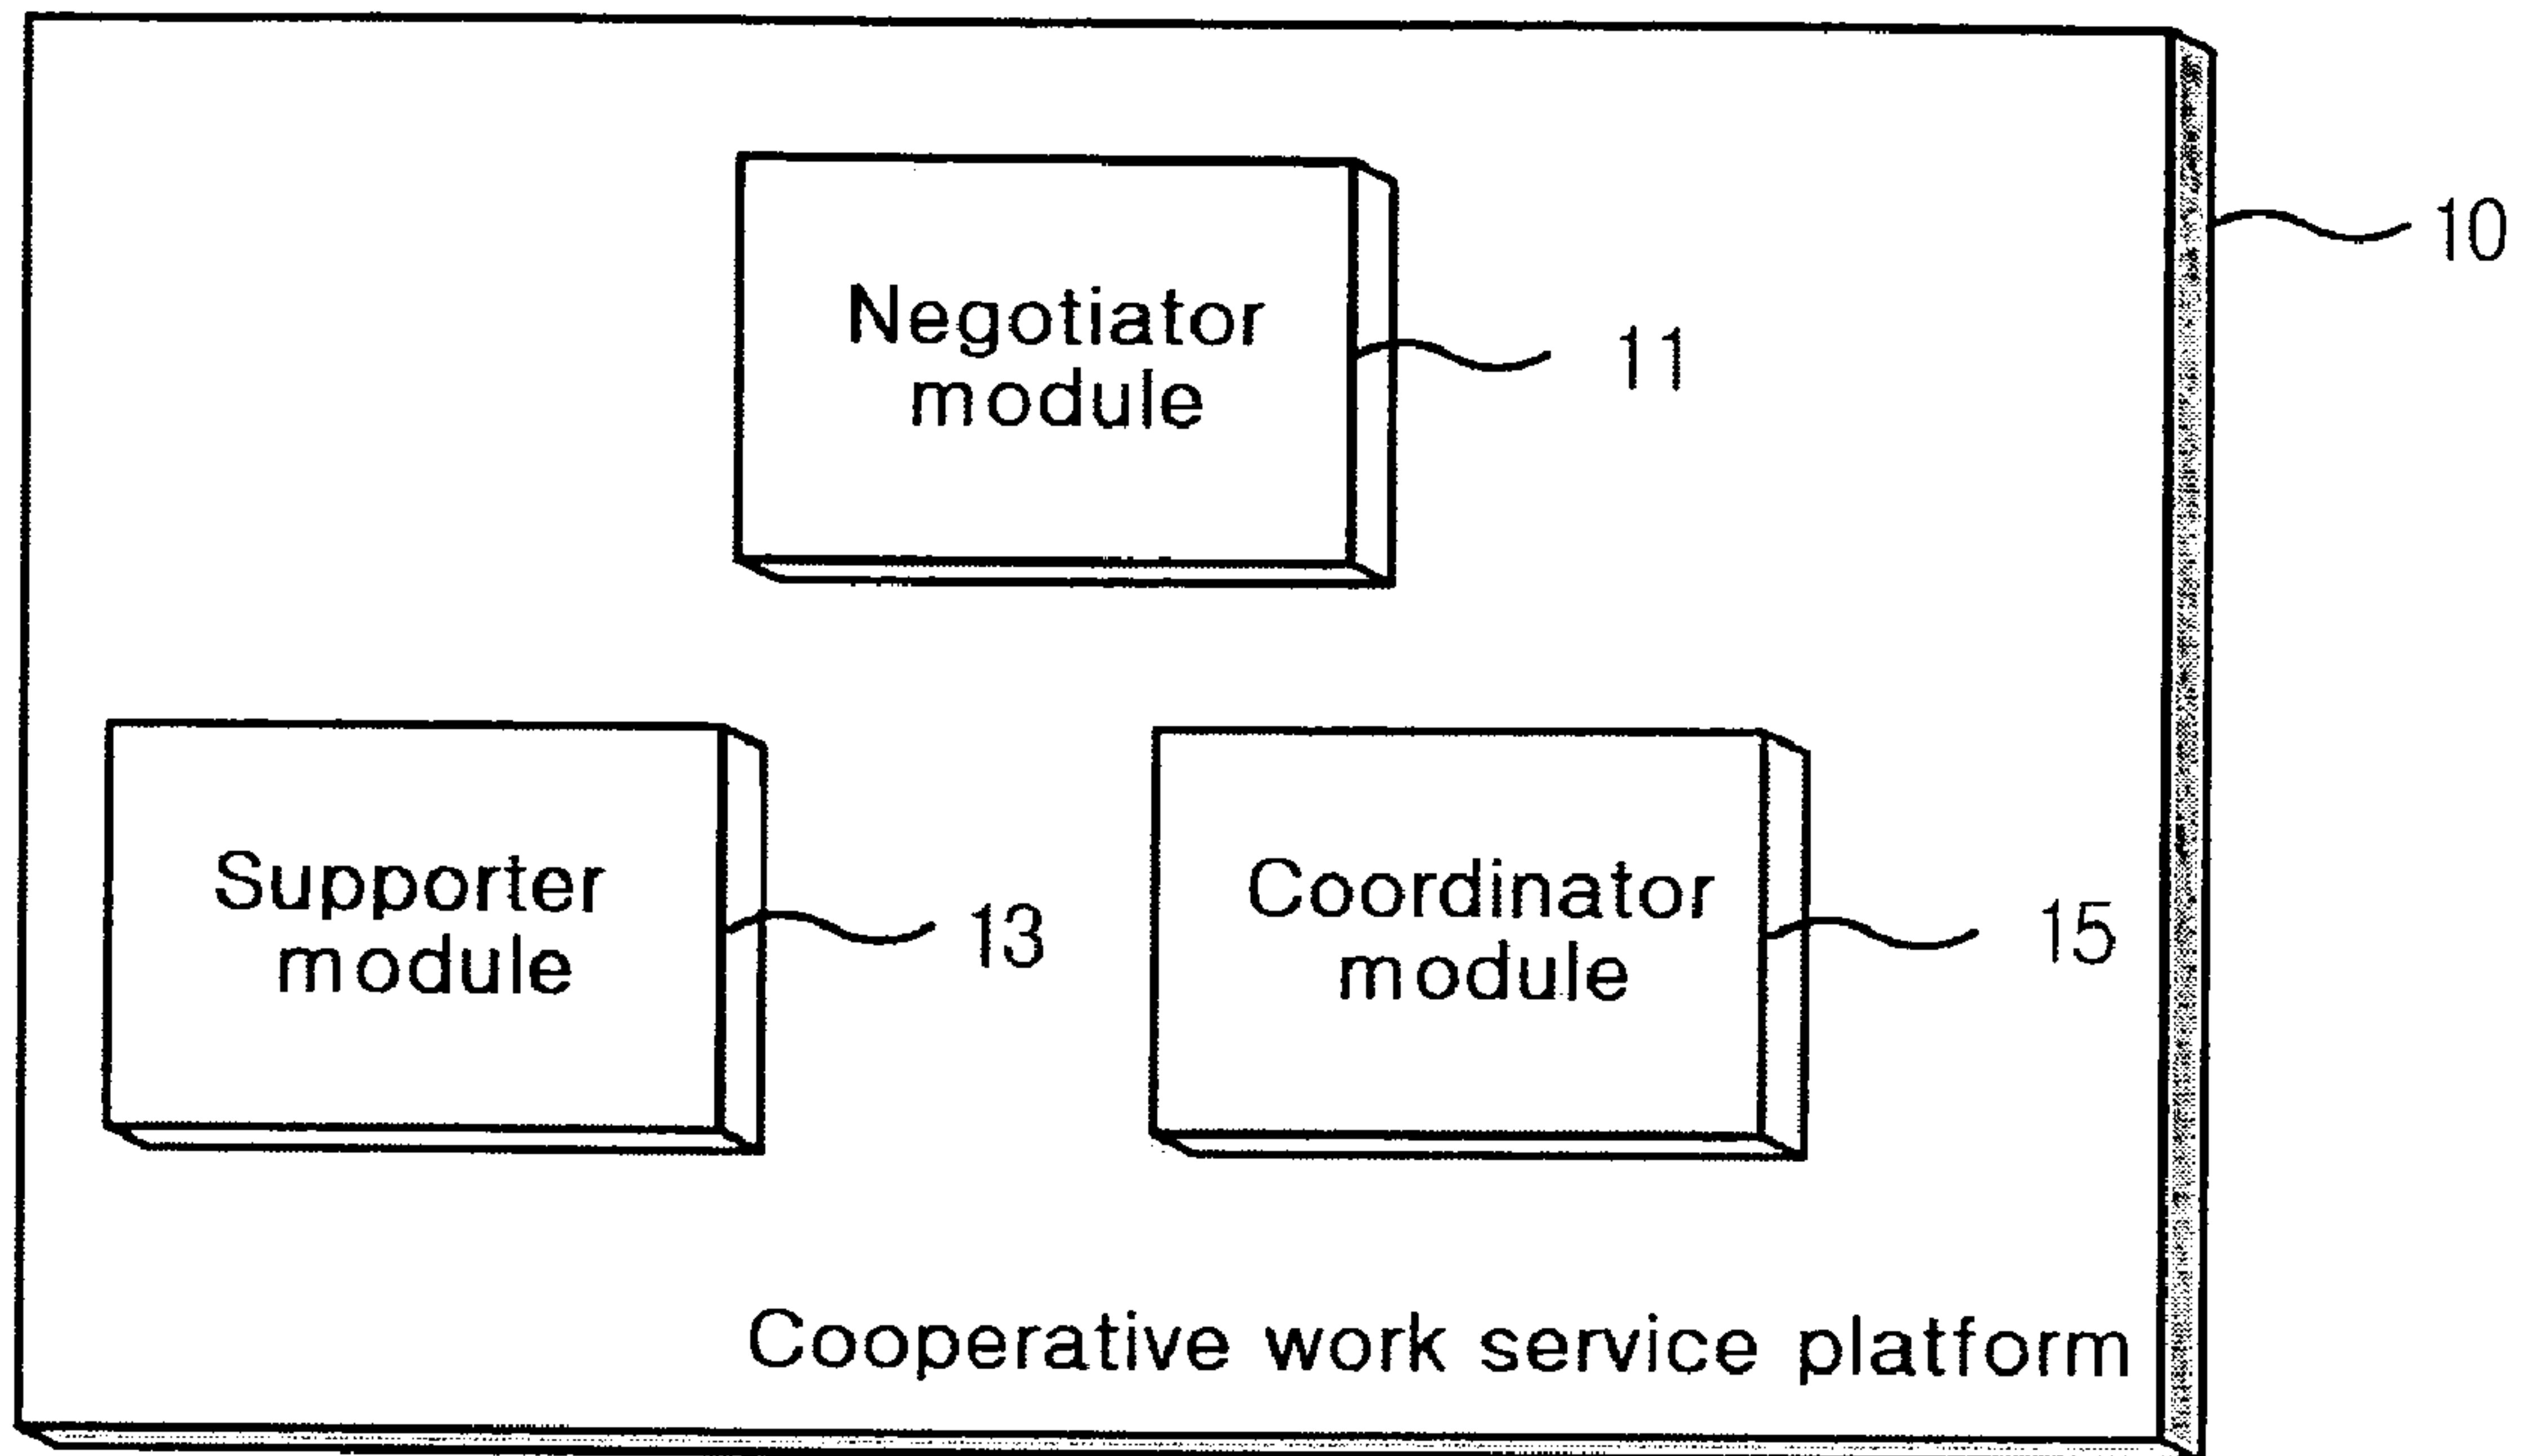 10
Negotiator
module
11
Supporter
module
13
Coordinator
module
15
Cooperative work service platform